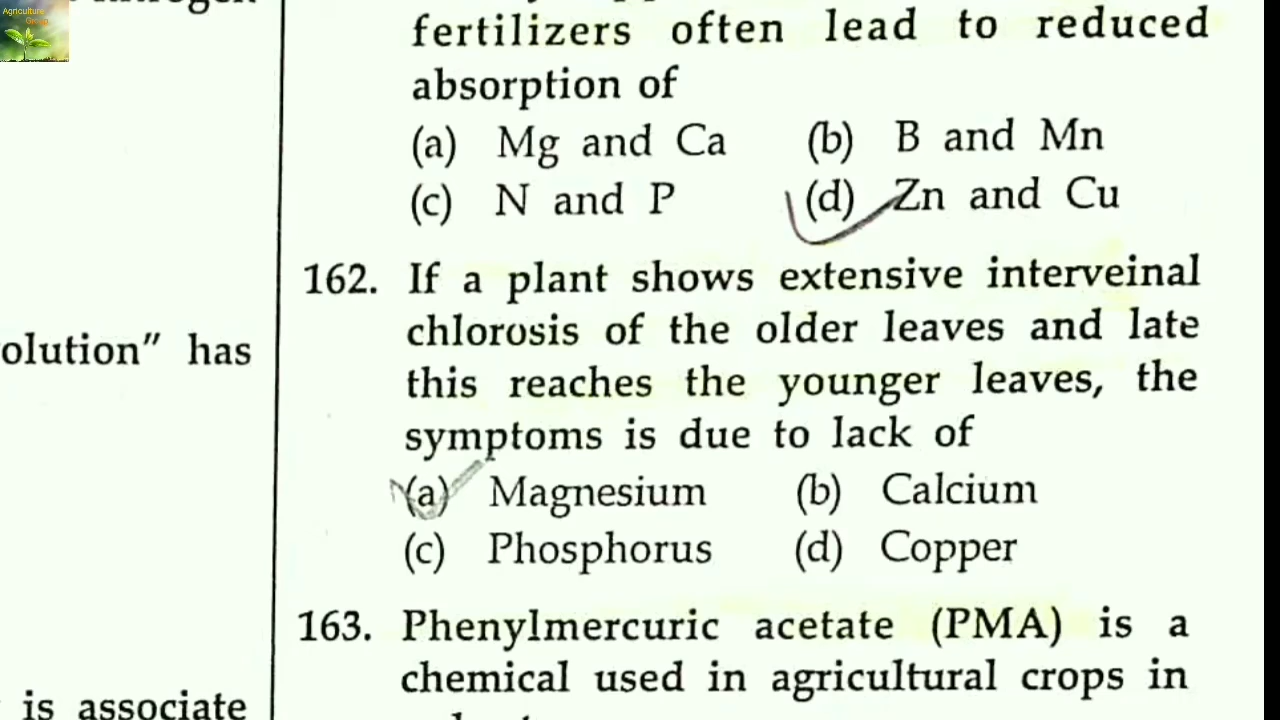 Agriculture
Group
fertilizers often lead to reduced
absorption of
(a) Mg and Ca (b) B and Mn
(c) N and P (d) Zn and Cu
olution" has
is associate
162. If a plant shows extensive interveinal
chlorosis of the older leaves and late
this reaches the younger leaves, the
symptoms is due to lack of
(a) Magnesium (b) Calcium
(c) Phosphorus (d) Copper
163. Phenylmercuric acetate (PMA) is a
chemical used in agricultural crops in